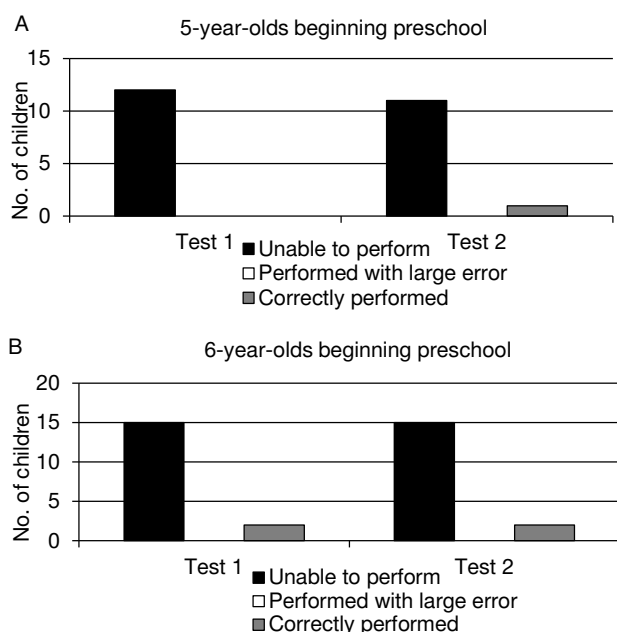 A
5-year-olds beginning preschool
No. of children
15
10
5
0
Test 1
Test 2
Unable to perform
Performed with large error
Correctly performed
B
6-year-olds beginning preschool
No. of children
20
15
10
5
0
Test 1
Test 2
Unable to perform
Performed with large error
Correctly performed